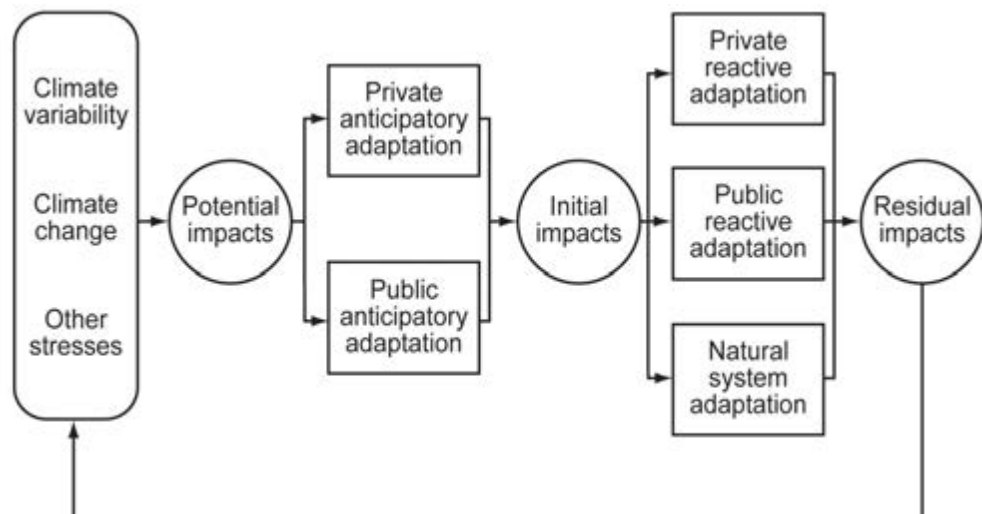 Climate
variability
Climate
change
Other
stresses
Potential
impacts
Private
anticipatory
adaptation
Public
anticipatory
adaptation
Initial
impacts
Private
reactive
adaptation
Public
reactive
adaptation
Natural
system
adaptation
Residual
impacts